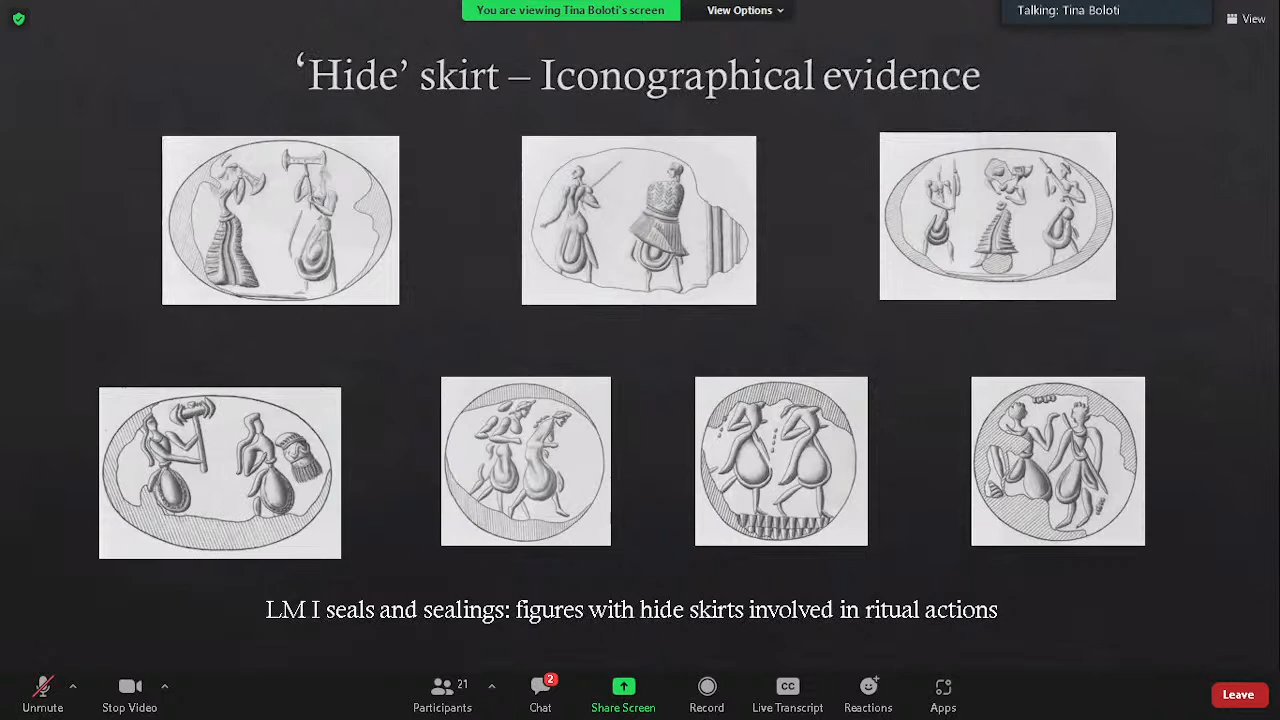 You are viewing Tina Boloti's screen
View Options
Talking: Tina Boloti
View
‘Hide’ skirt – Iconographical evidence
LM I seals and sealings: figures with hide skirts involved in ritual actions
Unmute
Stop Video
Participants
21
Chat
2
Share Screen
Record
CC
Live Transcript
Reactions
Apps
Leave